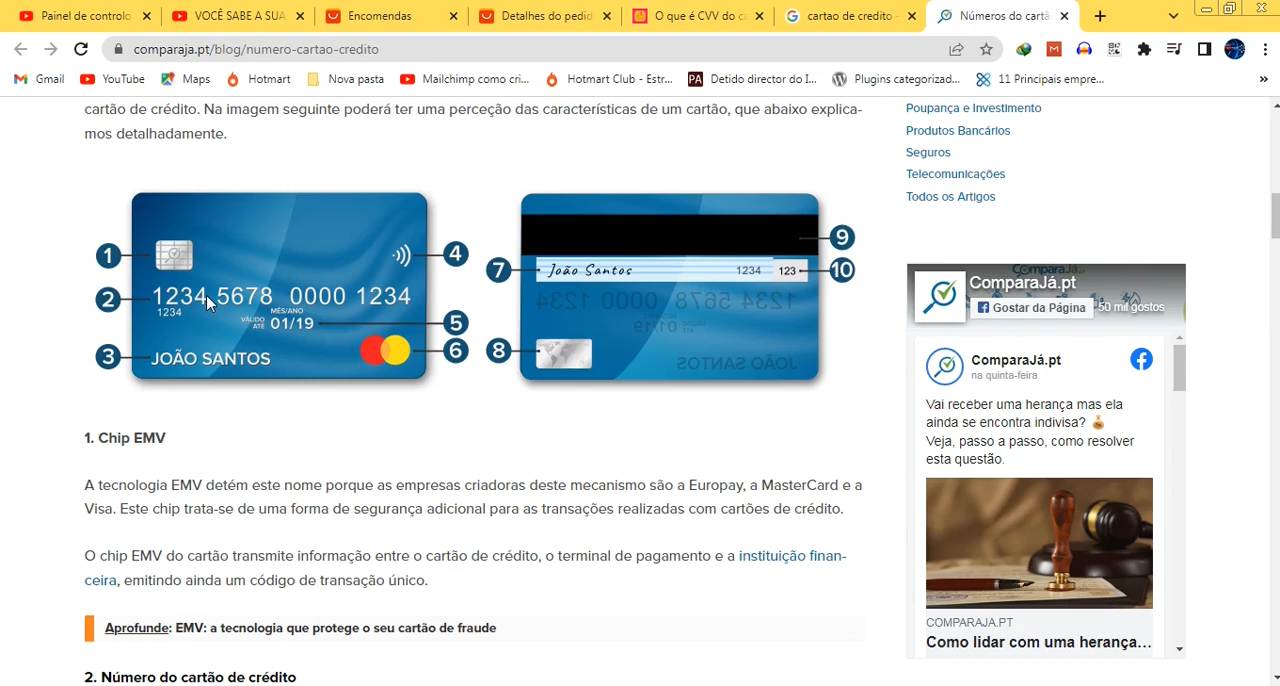 Painel de controlo
VOCÊ SABE A SUA
Encomendas
Detalhes do pedid
O que é CVV do ca
cartao de credito -
Números do cartã
comparaja.pt/blog/numero-cartao-credito
Gmail
YouTube
Maps
Hotmart
Nova pasta
Mailchimp como cri...
Hotmart Club - Estr...
Detido director do I...
Plugins categorizad...
11 Principais empre...
»
cartão de crédito. Na imagem seguinte poderá ter uma perceção das características de um cartão, que abaixo explica-
mos detalhadamente.
1
2
3
4
5
6
1234 5678 0000 1234
1234
MÊS/ANO
VÁLIDO
ATÉ
01/19
JOÃO SANTOS
7
8
9
10
João Santos
1234
123
1234 5678 0000 1234
01/19
JOÃO SANTOS
1. Chip EMV
A tecnologia EMV detém este nome porque as empresas criadoras deste mecanismo são a Europay, a MasterCard e a
Visa. Este chip trata-se de uma forma de segurança adicional para as transações realizadas com cartões de crédito.
O chip EMV do cartão transmite informação entre o cartão de crédito, o terminal de pagamento e a instituição finan-
ceira, emitindo ainda um código de transação único.
Aprofunde: EMV: a tecnologia que protege o seu cartão de fraude
2. Número do cartão de crédito
Poupança e Investimento
Produtos Bancários
Seguros
Telecomunicações
Todos os Artigos
ComparaJá.pt
Gostar da Página
50 mil gostos
ComparaJá.pt
na quinta-feira
Vai receber uma herança mas ela
ainda se encontra indivisa?
Veja, passo a passo, como resolver
esta questão.
COMPARAJA.PT
Como lidar com uma herança...